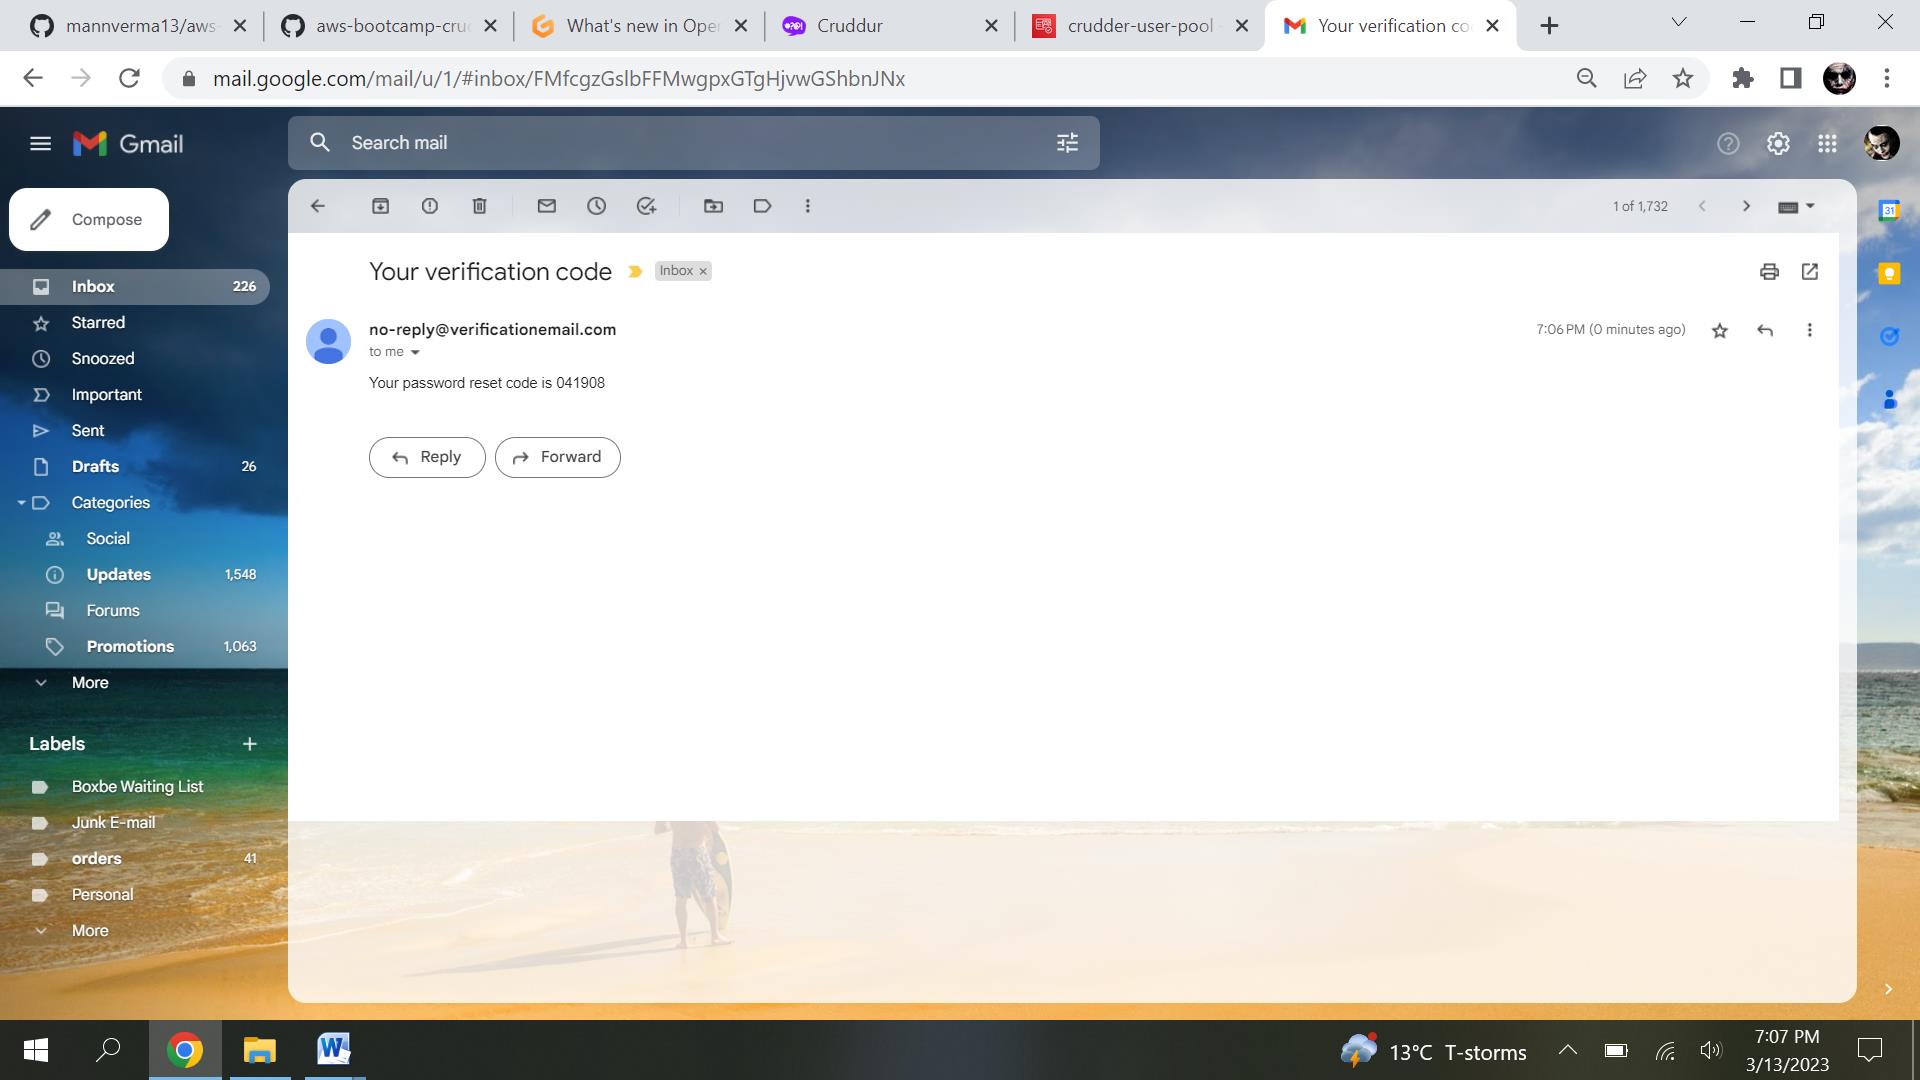 mannverma13/aws-
aws-bootcamp-cruc
What's new in Oper
Cruddur
crudder-user-pool -
Your verification co
mail.google.com/mail/u/1/#inbox/FMfcgzGslbFFMwgpxGTgHjvwGShbnJNx
Gmail
Search mail
Compose
1 of 1,732
Your verification code
Inbox ×
Inbox 226
Starred
no-reply@verificationemail.com
7:06 PM (0 minutes ago)
to me
Snoozed
Your password reset code is 041908
Important
Sent
Reply
Forward
Drafts 26
Categories
Social
Updates 1,548
Forums
Promotions 1,063
More
Labels
Boxbe Waiting List
Junk E-mail
orders 41
Personal
More
13°C T-storms
7:07 PM
3/13/2023